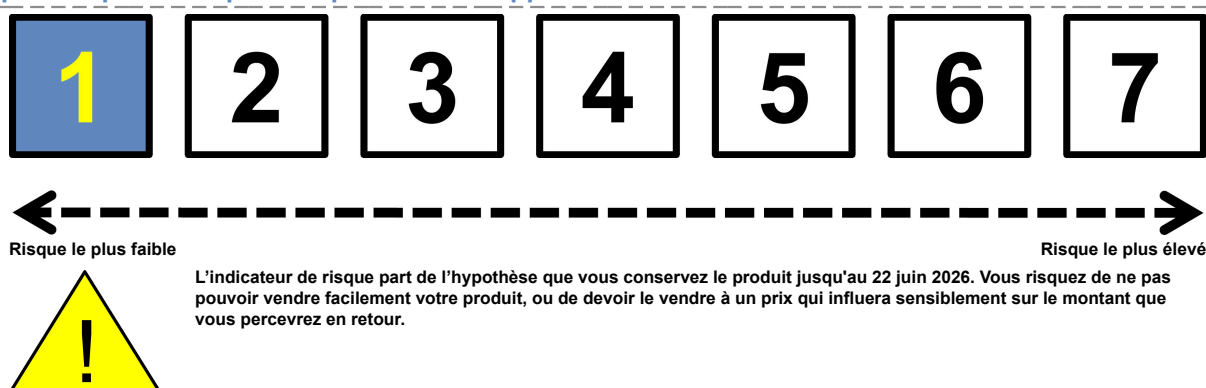 1 2 3 4 5 6 7
Risque le plus faible Risque le plus élevé
L’indicateur de risque part de l’hypothèse que vous conservez le produit jusqu'au 22 juin 2026. Vous risquez de ne pas
pouvoir vendre facilement votre produit, ou de devoir le vendre à un prix qui influera sensiblement sur le montant que
vous percevrez en retour.
!